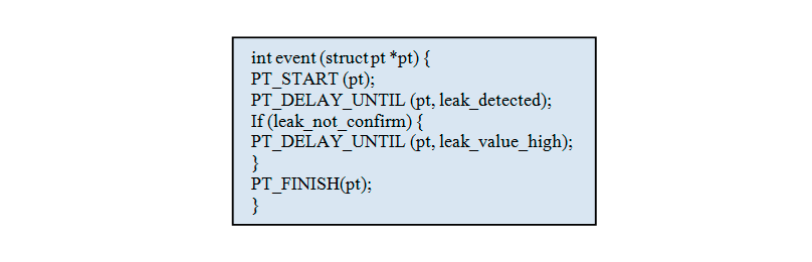 int event (struct pt *pt) {
PT_START (pt);
PT_DELAY_UNTIL (pt, leak_detected);
If (leak_not_confirm) {
PT_DELAY_UNTIL (pt, leak_value_high);
}
PT_FINISH(pt);
}